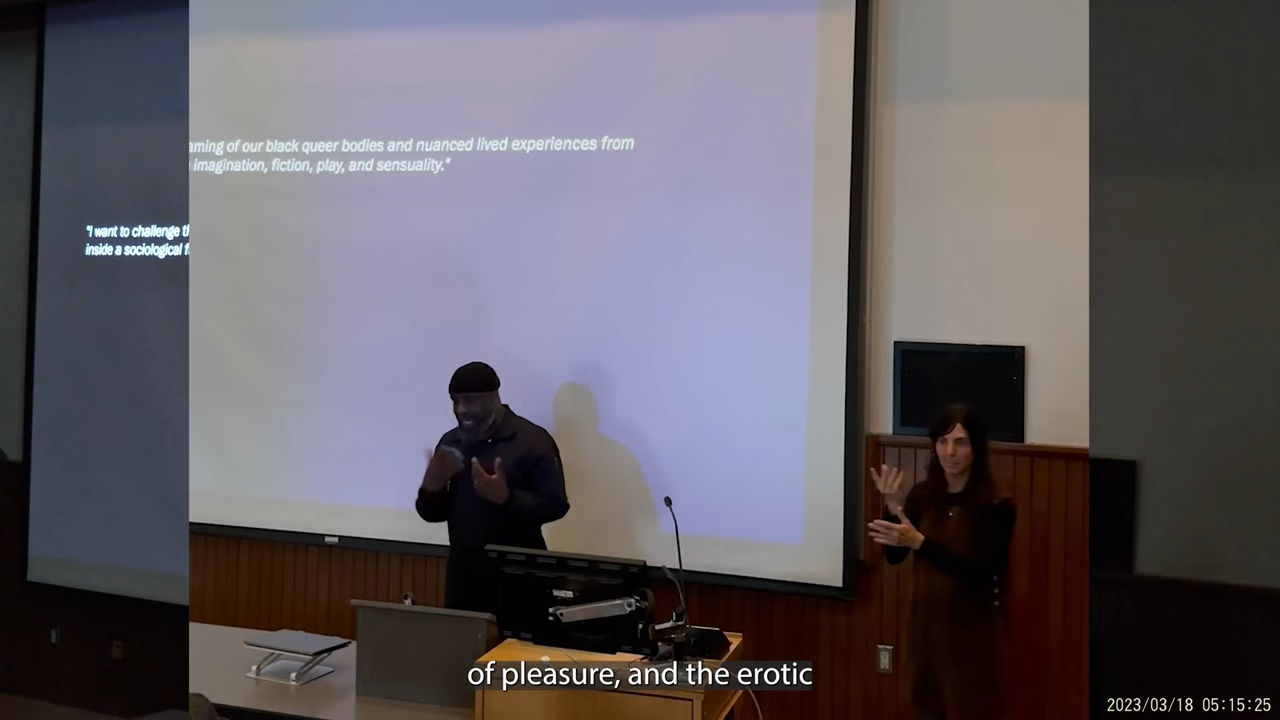 aming of our black queer bodies and nuanced lived experiences from
imagination, fiction, play, and sensuality."
"I want to challenge th
inside a sociological f
of pleasure, and the erotic
2023/03/18 05:15:25